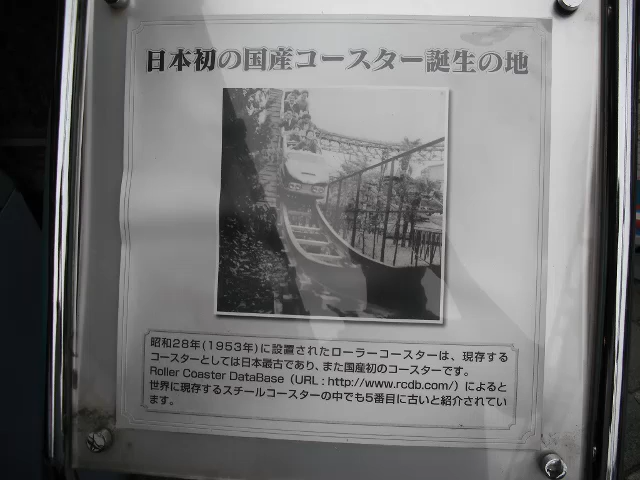 日本初の国産コースター誕生の地
昭和28年(1953年)に設置されたローラーコースターは、現存する
コースターとしては日本最古であり、また国産初のコースターです。
Roller Coaster DataBase（URL：http://www.rcdb.com/）によると
世界に現存するスチールコースターの中でも5番目に古いと紹介されてい
ます。